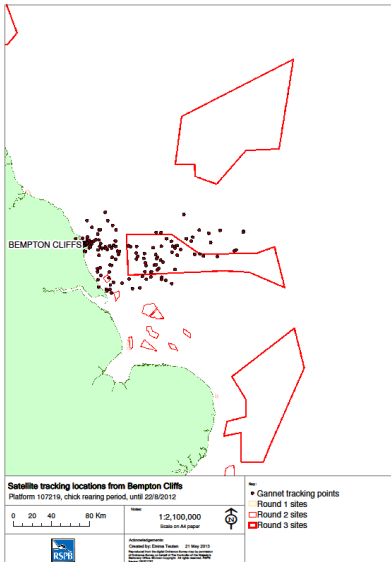 BEMPTON CLIFFS
Satellite tracking locations from Bempton Cliffs
Platform 107219, chick rearing period, until 22/8/2012
0 20 40 80 Km
Notes:
1:2,100,000
Scale on A4 paper
N
RSPB
Acknowledgements:
Created by: Emma Teuten 21 May 2013
Key:
Gannet tracking points
Round 1 sites
Round 2 sites
Round 3 sites